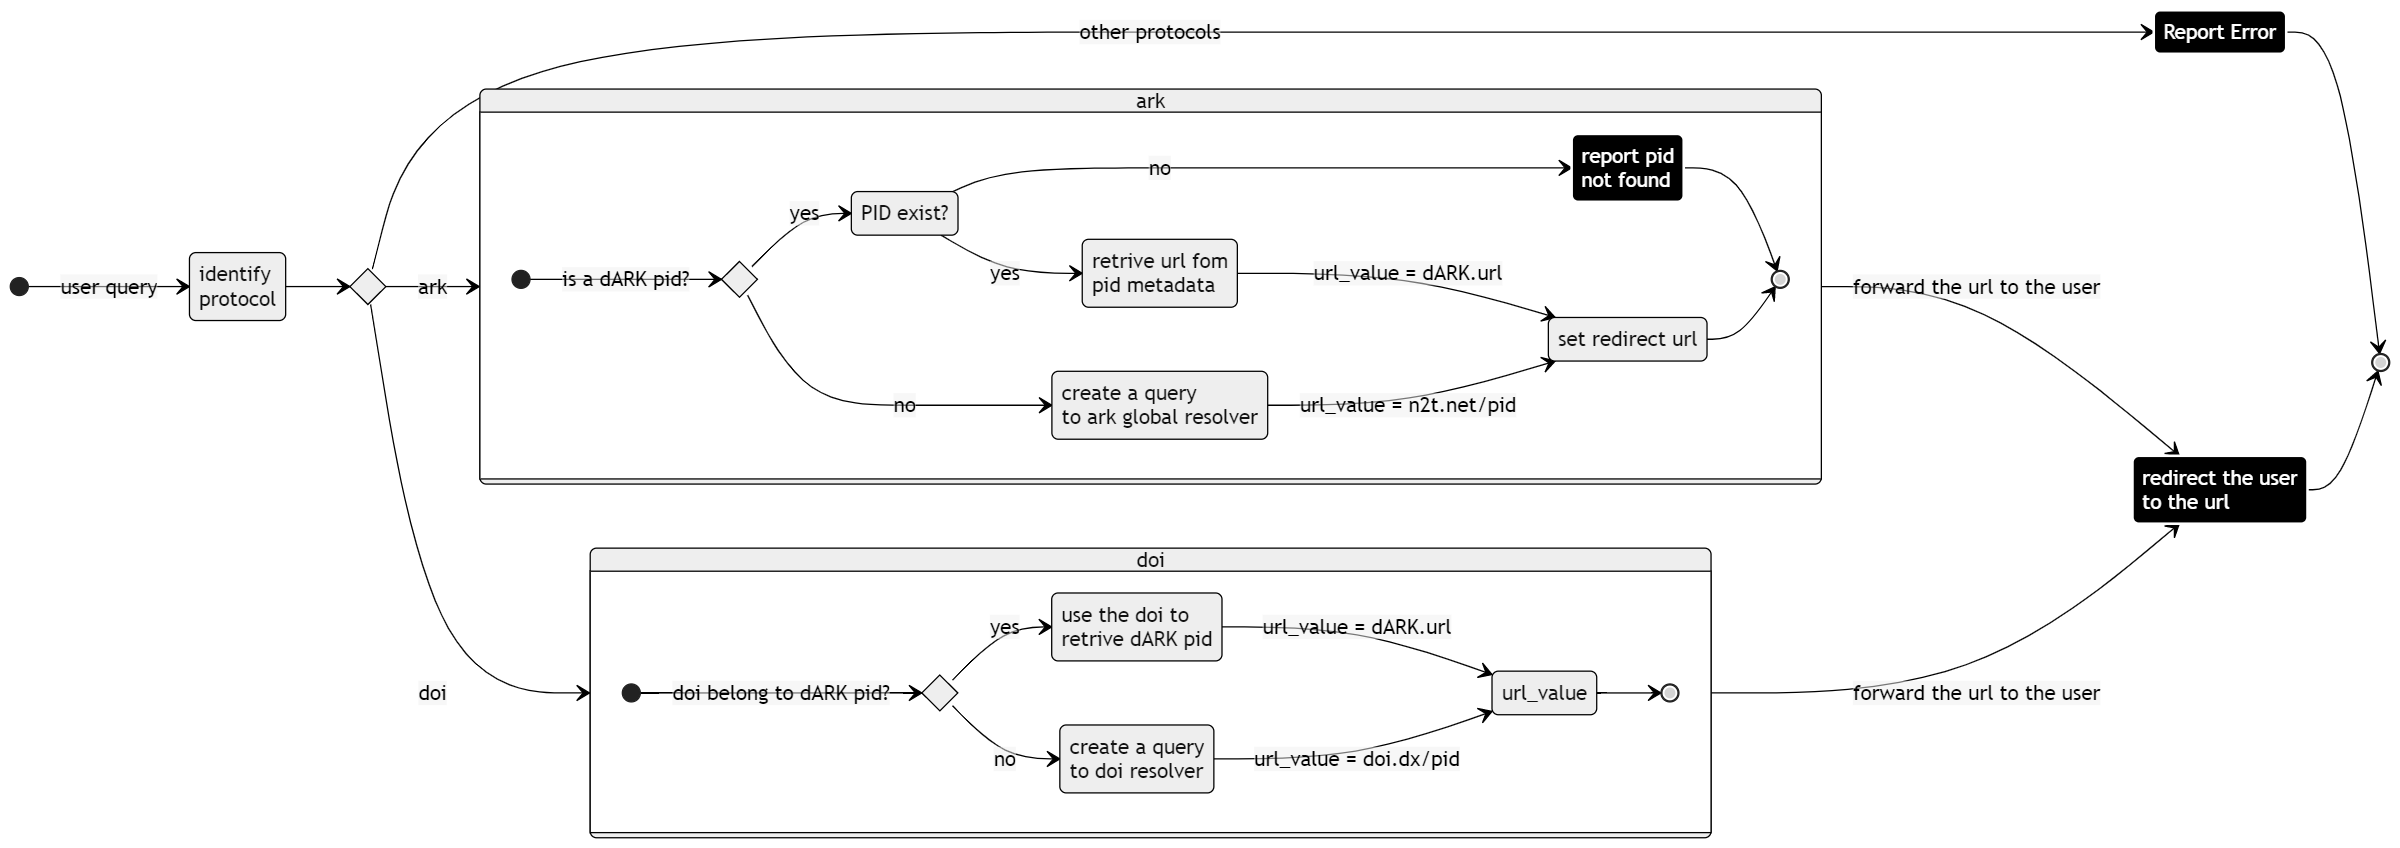 other protocols
Report Error
ark
report pid
not found
no
yes
PID exist?
identify
protocol
user query
ark
is a dARK pid?
yes
retrive url fom
pid metadata
url_value = dARK.url
forward the url to the user
set redirect url
no
create a query
to ark global resolver
url_value = n2t.net/pid
redirect the user
to the url
doi
use the doi to
retrive dARK pid
yes
url_value = dARK.url
doi
doi belong to dARK pid?
url_value
forward the url to the user
no
create a query
to doi resolver
url_value = doi.dx/pid